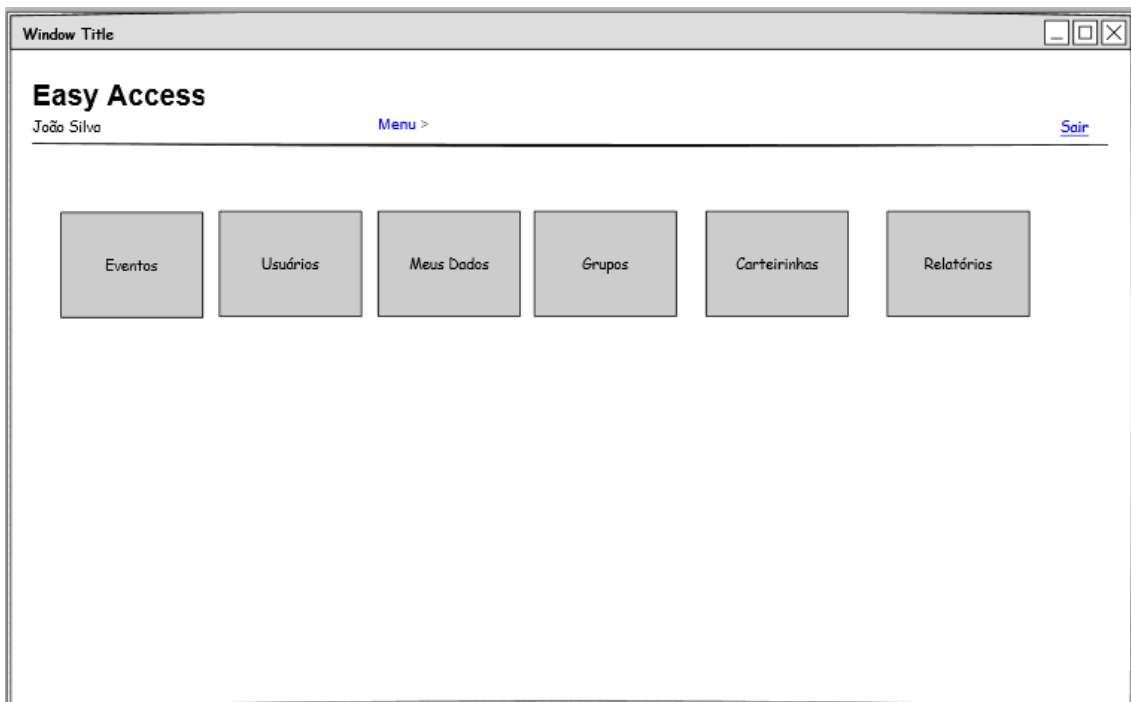 Window Title
Easy Access
João Silva
Menu >
Sair
Eventos
Usuários
Meus Dados
Grupos
Carteirinhas
Relatórios